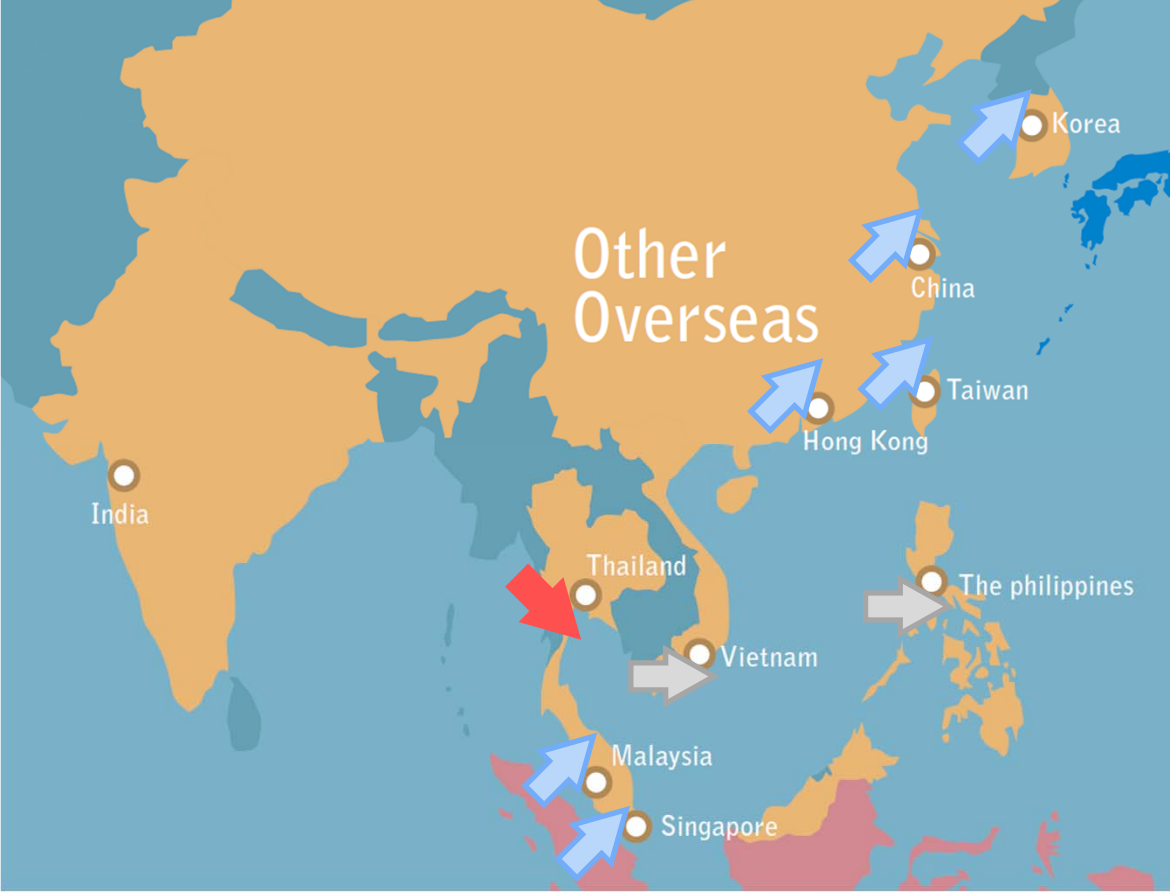 Korea
Other
Overseas
China
Taiwan
Hong Kong
India
Thailand
The philippines
Vietnam
Malaysia
Singapore